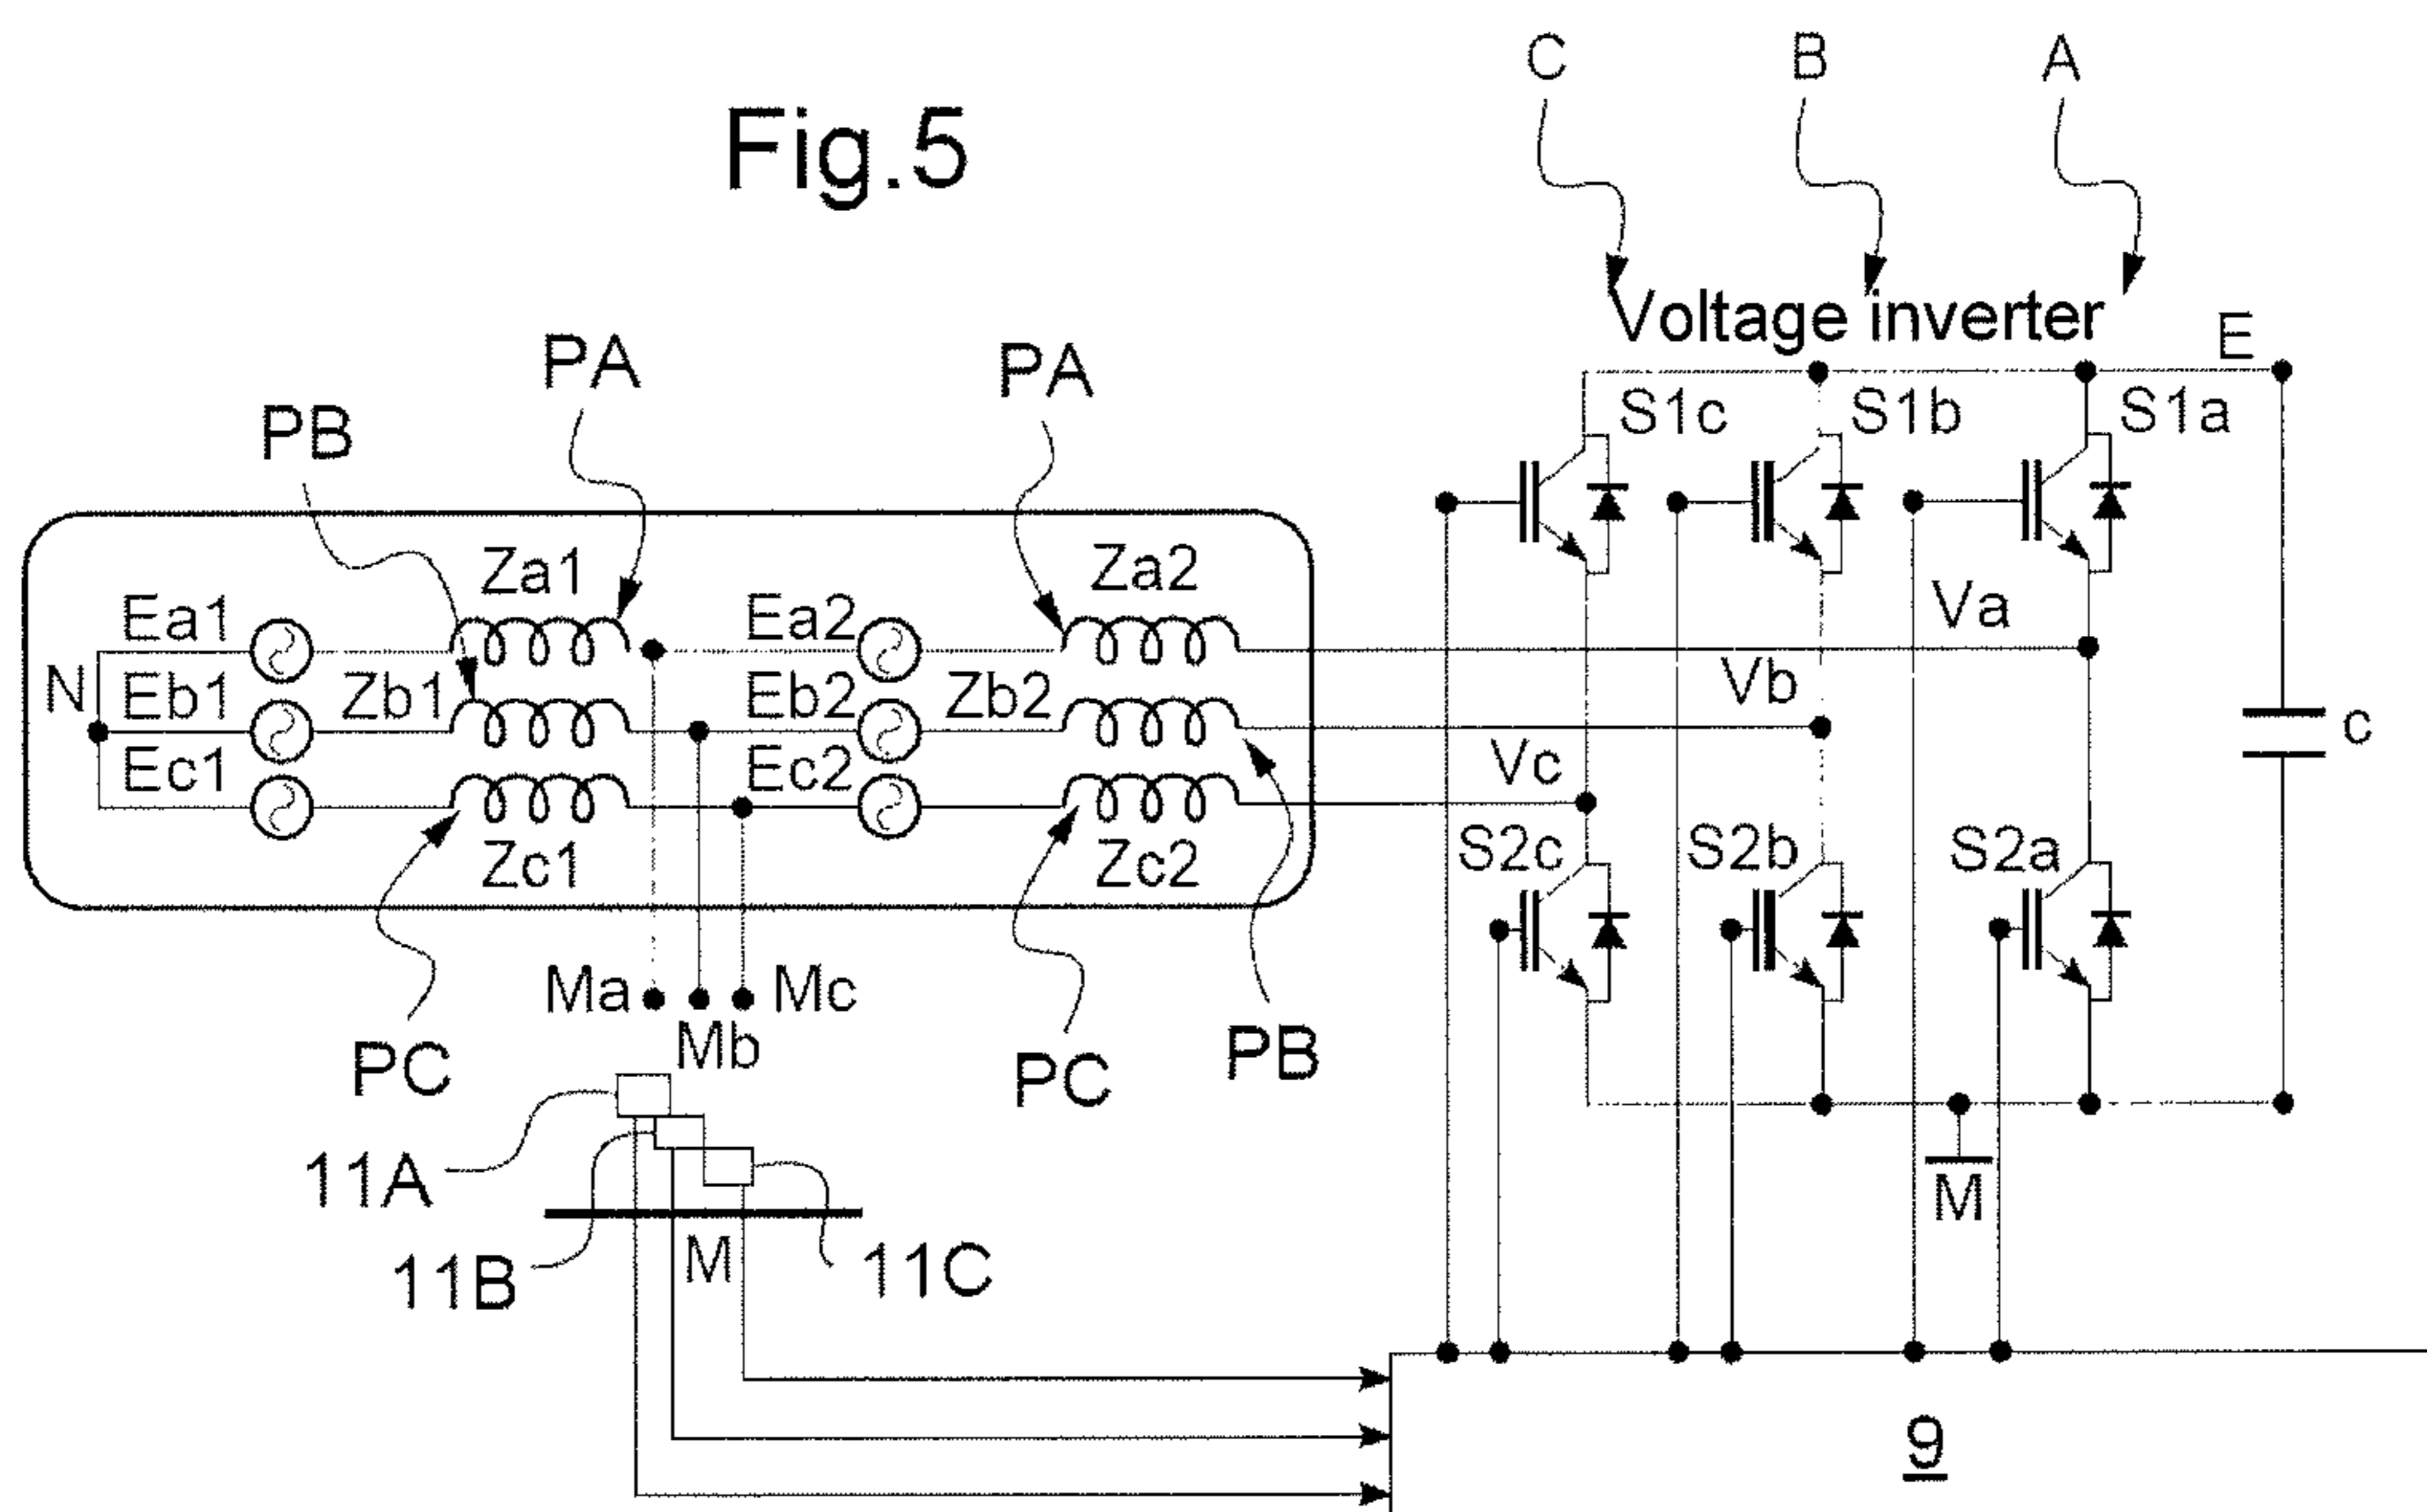 C B A
Fig.5
Voltage inverter
E
PA PA
PB
S1c S1b S1a
Za1 Za2
Ea1 Ea2 Va
N Eb1 Zb1 Eb2 Zb2 Vb
c
Ec1 Ec2 Vc
Zc1 Zc2 S2c S2b S2a
Ma Mc
Mb
PC PC PB
11A
M
11B M 11C
9